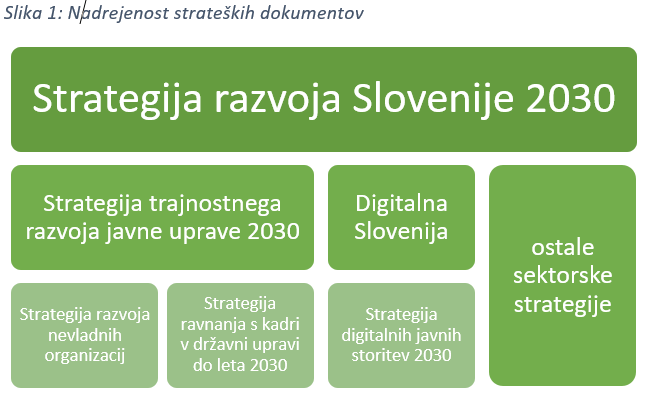 Slika 1: Nadrejenost strateških dokumentov
Strategija razvoja Slovenije 2030
Strategija trajnostnega
razvoja javne uprave 2030
Digitalna
Slovenija
ostale
sektorske
strategije
Strategija razvoja
nevladnih
organizacij
Strategija
ravnanja s kadri
v državni upravi
do leta 2030
Strategija
digitalnih javnih
storitev 2030